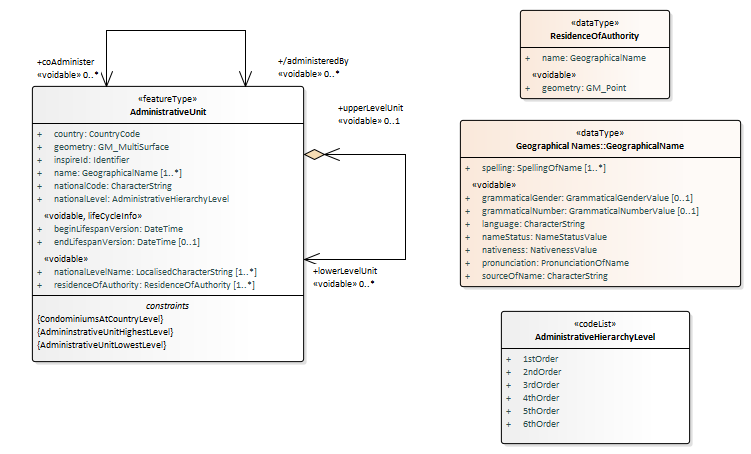 +coAdminister
«voidable» 0..*
+/administeredBy
«voidable» 0..*
«featureType»
AdministrativeUnit
+ country: CountryCode
+ geometry: GM_MultiSurface
+ inspireId: Identifier
+ name: GeographicalName [1..*]
+ nationalCode: CharacterString
+ nationalLevel: AdministrativeHierarchyLevel
«voidable, lifeCycleInfo»
+ beginLifespanVersion: DateTime
+ endLifespanVersion: DateTime [0..1]
«voidable»
+ nationalLevelName: LocalisedCharacterString [1..*]
+ residenceOfAuthority: ResidenceOfAuthority [1..*]
constraints
{CondominiumsAtCountryLevel}
{AdmininstrativeUnitHighestLevel}
{AdministrativeUnitLowestLevel}
+upperLevelUnit
«voidable» 0..1
+lowerLevelUnit
«voidable» 0..*
«dataType»
ResidenceOfAuthority
+ name: GeographicalName
«voidable»
+ geometry: GM_Point
«dataType»
Geographical Names::GeographicalName
+ spelling: SpellingOfName [1..*]
«voidable»
+ grammaticalGender: GrammaticalGenderValue [0..1]
+ grammaticalNumber: GrammaticalNumberValue [0..1]
+ language: CharacterString
+ nameStatus: NameStatusValue
+ nativeness: NativenessValue
+ pronunciation: PronunciationOfName
+ sourceOfName: CharacterString
«codeList»
AdministrativeHierarchyLevel
+ 1stOrder
+ 2ndOrder
+ 3rdOrder
+ 4thOrder
+ 5thOrder
+ 6thOrder